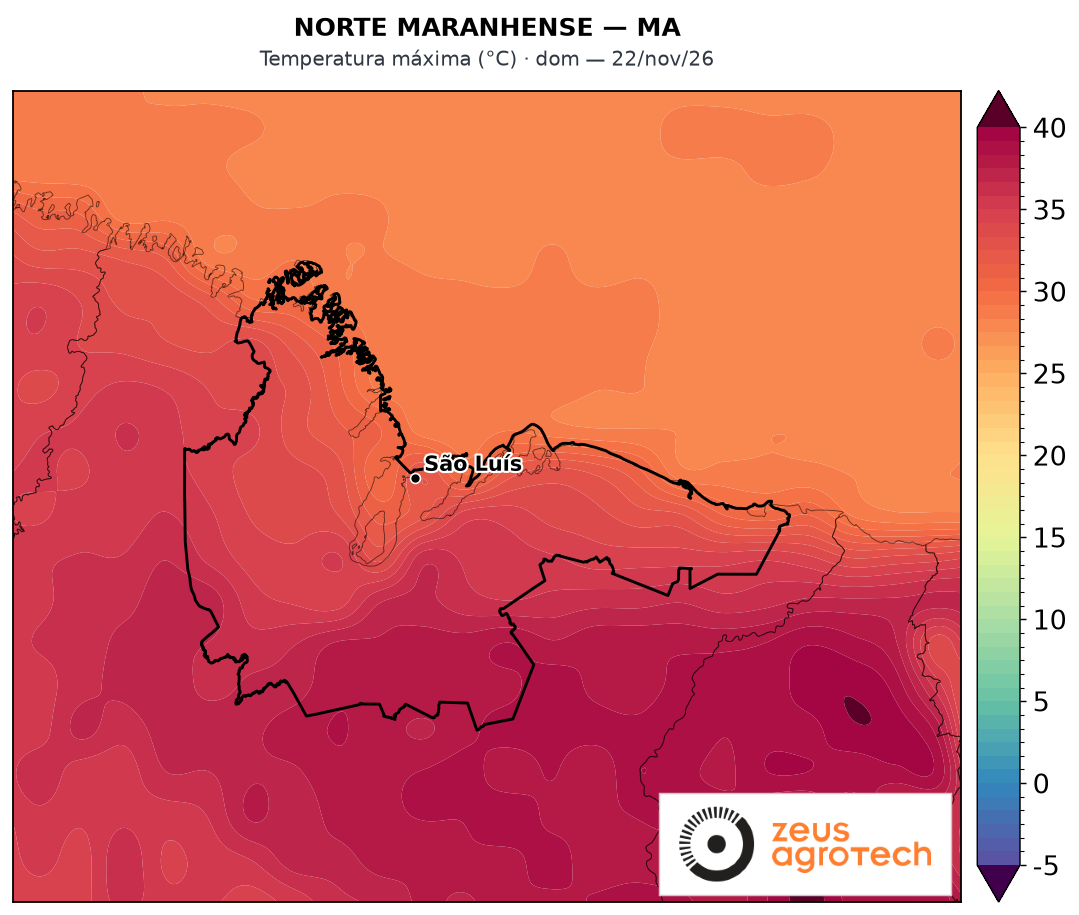 NORTE MARANHENSE — MA
Temperatura máxima (°C) · dom — 22/nov/26
São Luís
40
35
30
25
20
15
10
5
0
-5
zeus
agrotech